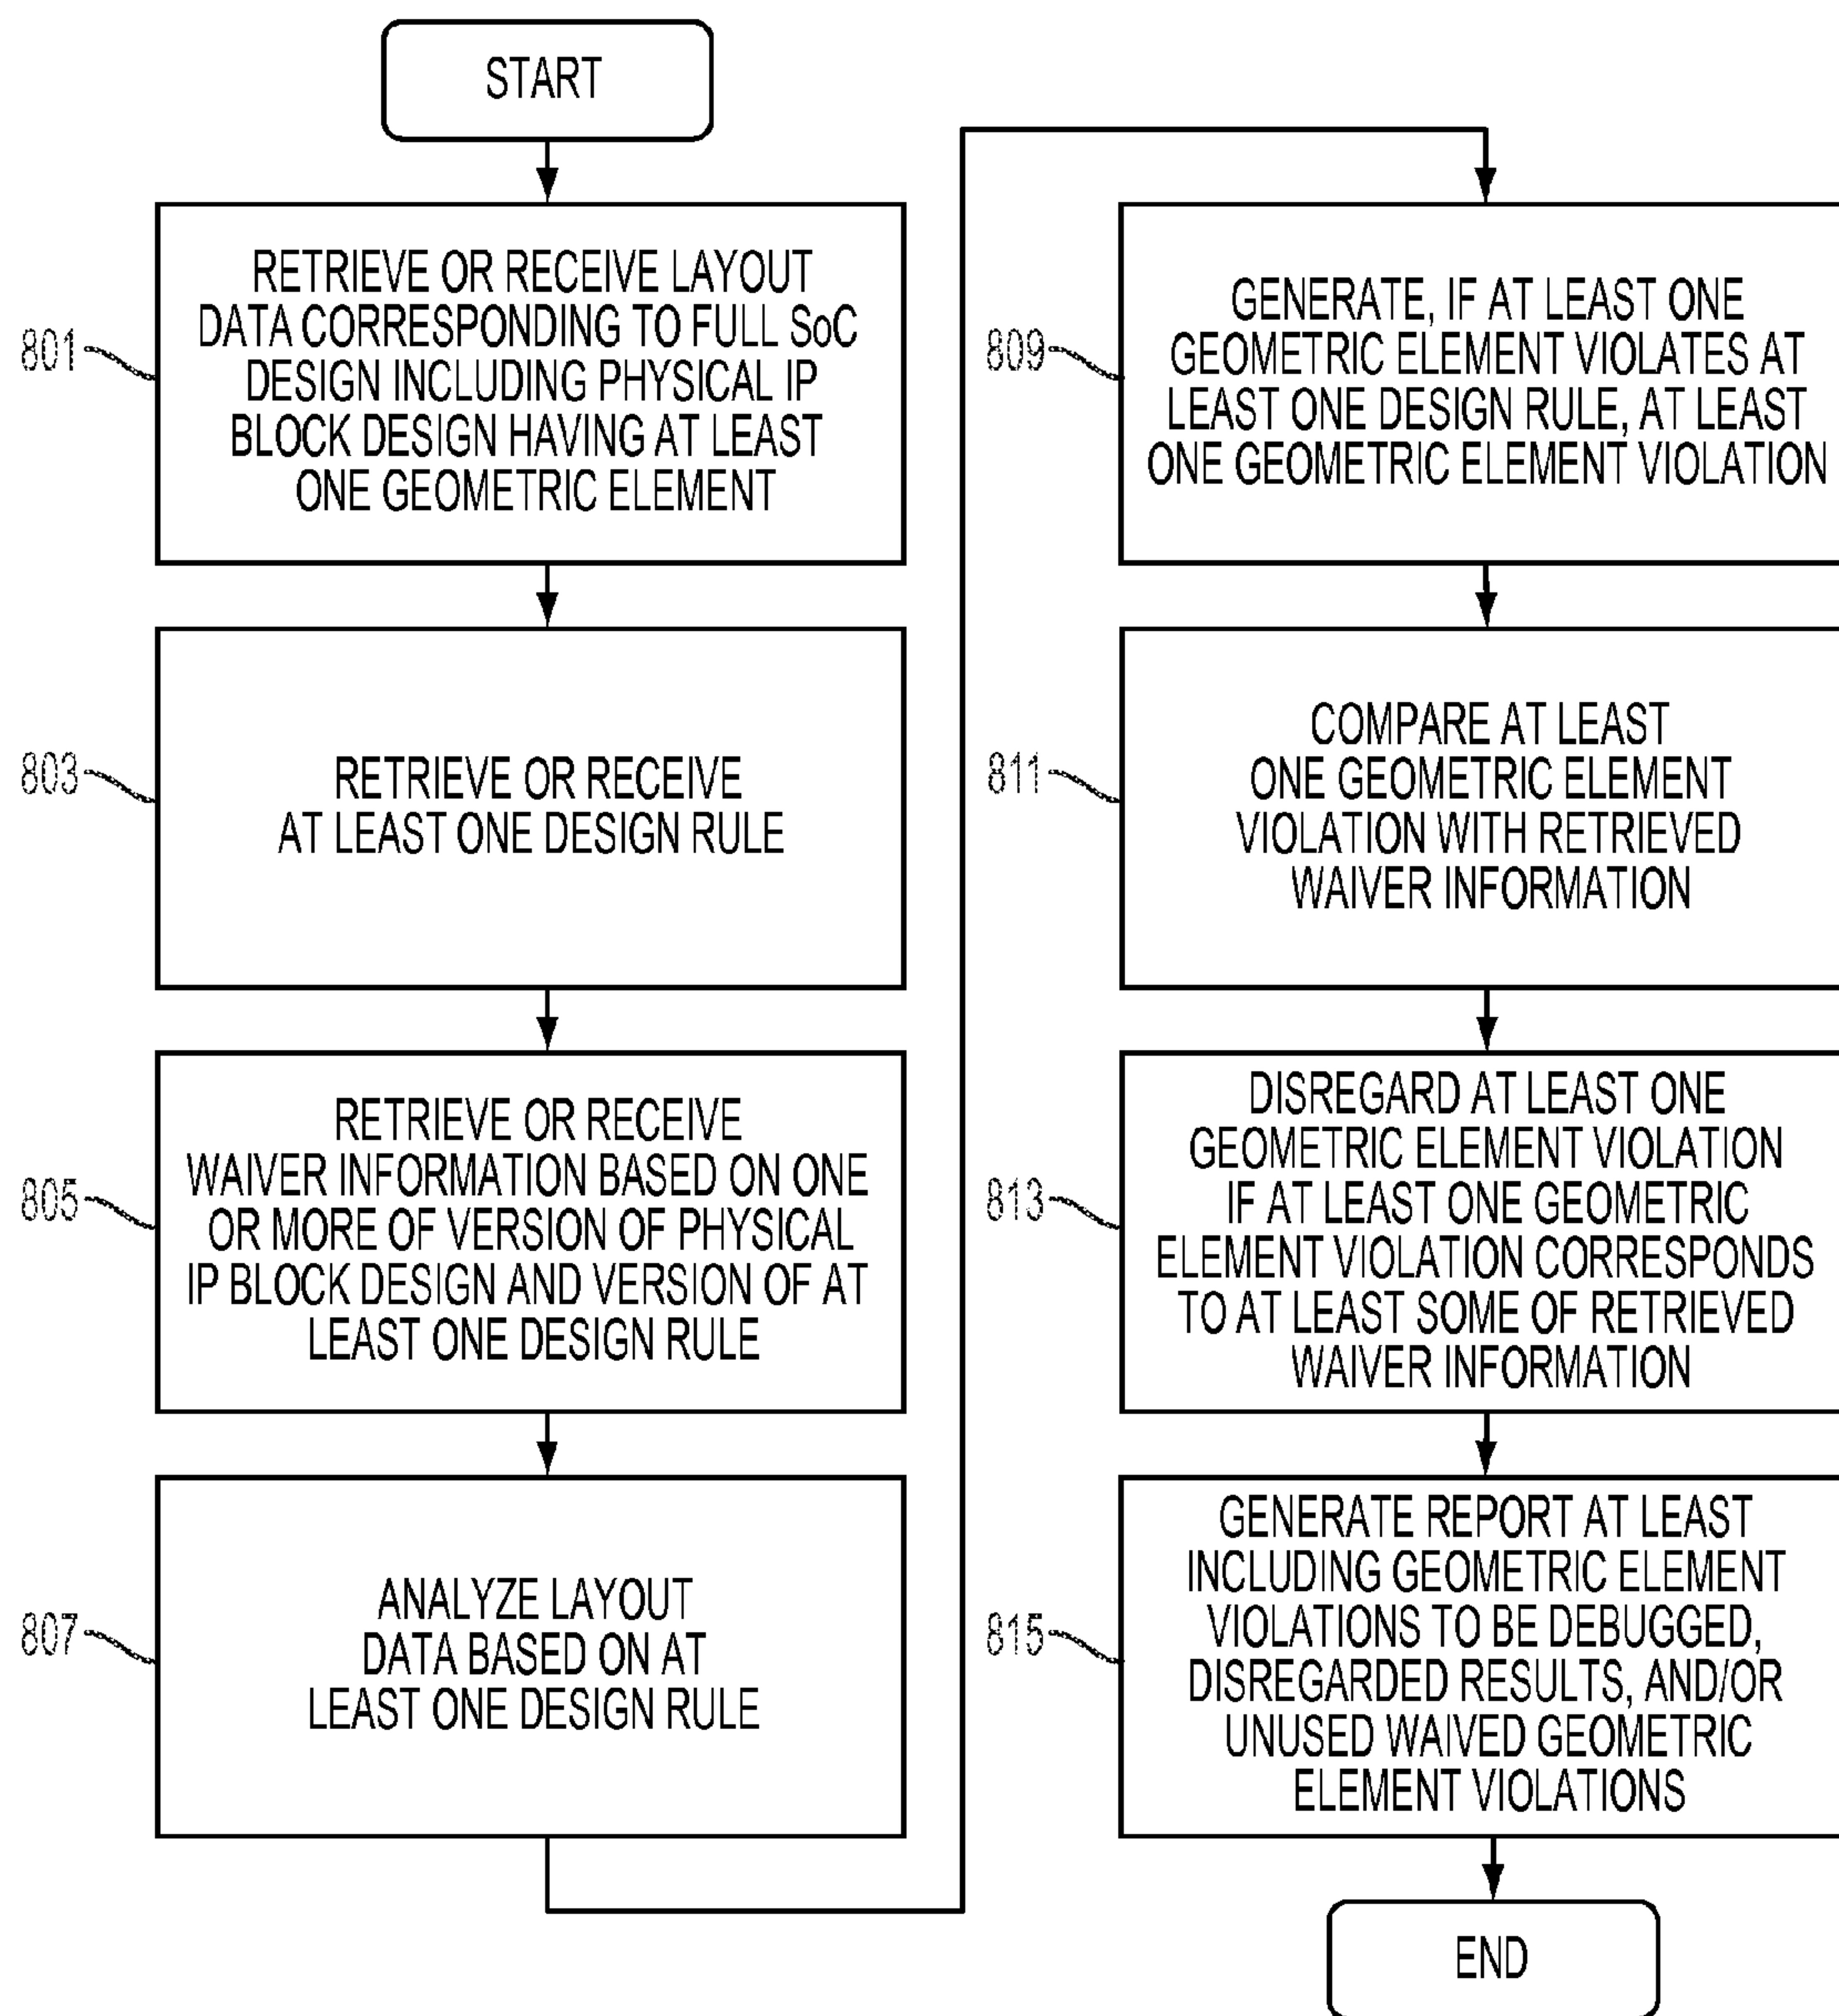 START
801
RETRIEVE OR RECEIVE LAYOUT
DATA CORRESPONDING TO FULL SoC
DESIGN INCLUDING PHYSICAL IP
BLOCK DESIGN HAVING AT LEAST
ONE GEOMETRIC ELEMENT
803
RETRIEVE OR RECEIVE
AT LEAST ONE DESIGN RULE
805
RETRIEVE OR RECEIVE
WAIVER INFORMATION BASED ON ONE
OR MORE OF VERSION OF PHYSICAL
IP BLOCK DESIGN AND VERSION OF AT
LEAST ONE DESIGN RULE
807
ANALYZE LAYOUT
DATA BASED ON AT
LEAST ONE DESIGN RULE
809
GENERATE, IF AT LEAST ONE
GEOMETRIC ELEMENT VIOLATES AT
LEAST ONE DESIGN RULE, AT LEAST
ONE GEOMETRIC ELEMENT VIOLATION
811
COMPARE AT LEAST
ONE GEOMETRIC ELEMENT
VIOLATION WITH RETRIEVED
WAIVER INFORMATION
813
DISREGARD AT LEAST ONE
GEOMETRIC ELEMENT VIOLATION
IF AT LEAST ONE GEOMETRIC
ELEMENT VIOLATION CORRESPONDS
TO AT LEAST SOME OF RETRIEVED
WAIVER INFORMATION
815
GENERATE REPORT AT LEAST
INCLUDING GEOMETRIC ELEMENT
VIOLATIONS TO BE DEBUGGED,
DISREGARDED RESULTS, AND/OR
UNUSED WAIVED GEOMETRIC
ELEMENT VIOLATIONS
END